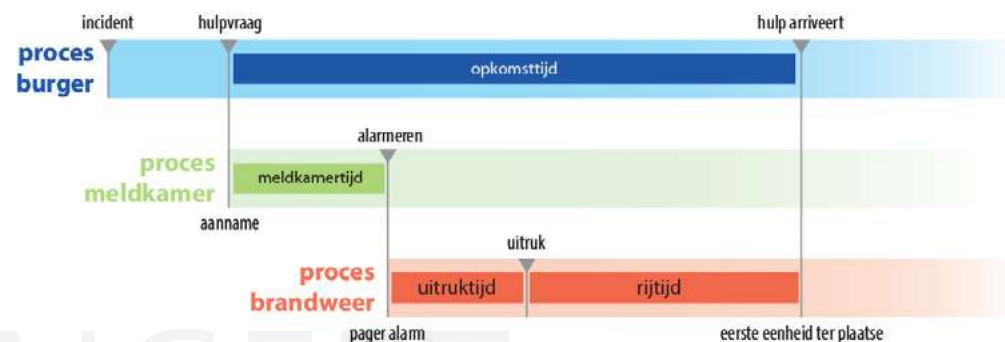 incident hulpvraag hulp arriveert
proces
burger
opkomsttijd
alarmeren
proces
meldkamer
meldkamertijd
aanname
uitruk
proces
brandweer
uitruktijd rijtijd
pager alarm eerste eenheid ter plaatse